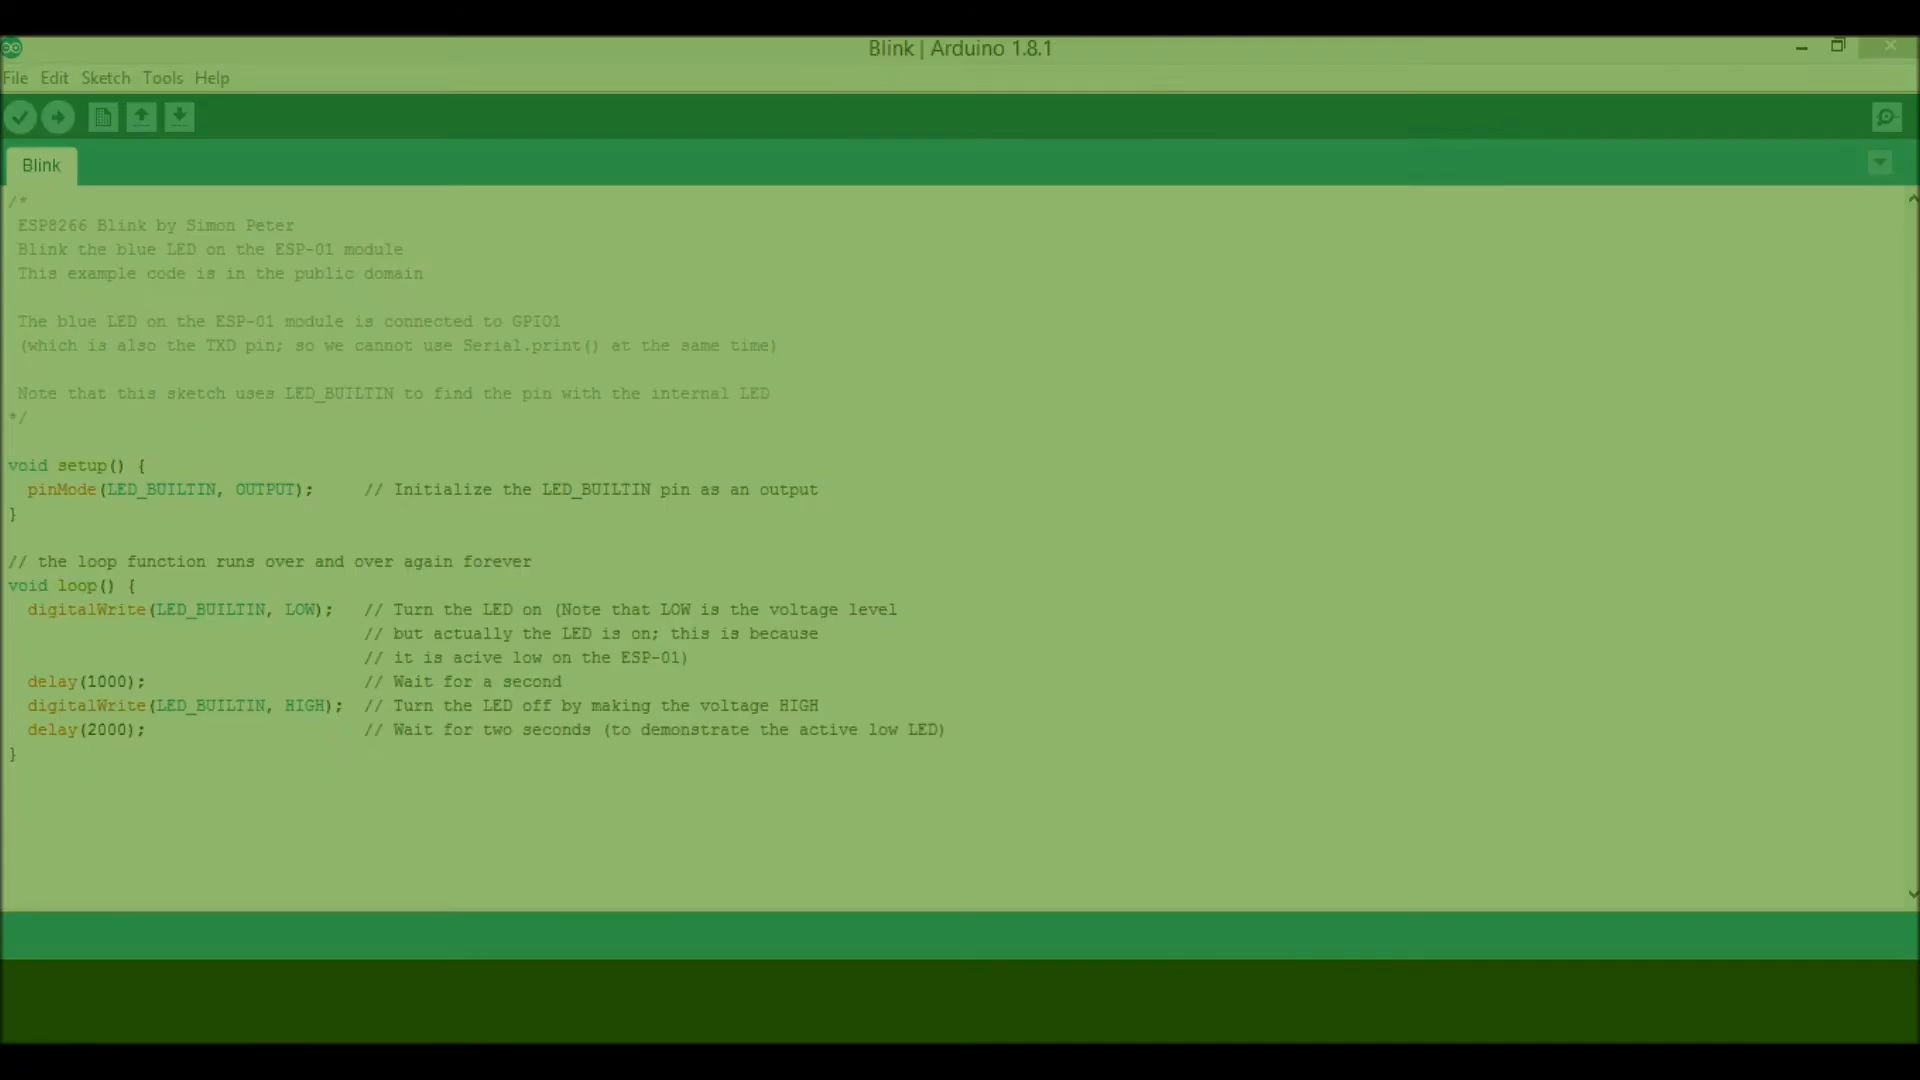 Blink | Arduino 1.8.1
File Edit Sketch Tools Help
Blink
/*
 ESP8266 Blink by Simon Peter
 Blink the blue LED on the ESP-01 module
 This example code is in the public domain

 The blue LED on the ESP-01 module is connected to GPIO1
 (which is also the TXD pin; so we cannot use Serial.print() at the same time)

 Note that this sketch uses LED_BUILTIN to find the pin with the internal LED
*/

void setup() {
  pinMode(LED_BUILTIN, OUTPUT);     // Initialize the LED_BUILTIN pin as an output
}

// the loop function runs over and over again forever
void loop() {
  digitalWrite(LED_BUILTIN, LOW);   // Turn the LED on (Note that LOW is the voltage level
                                    // but actually the LED is on; this is because
                                    // it is acive low on the ESP-01)
  delay(1000);                      // Wait for a second
  digitalWrite(LED_BUILTIN, HIGH);  // Turn the LED off by making the voltage HIGH
  delay(2000);                      // Wait for two seconds (to demonstrate the active low LED)
}